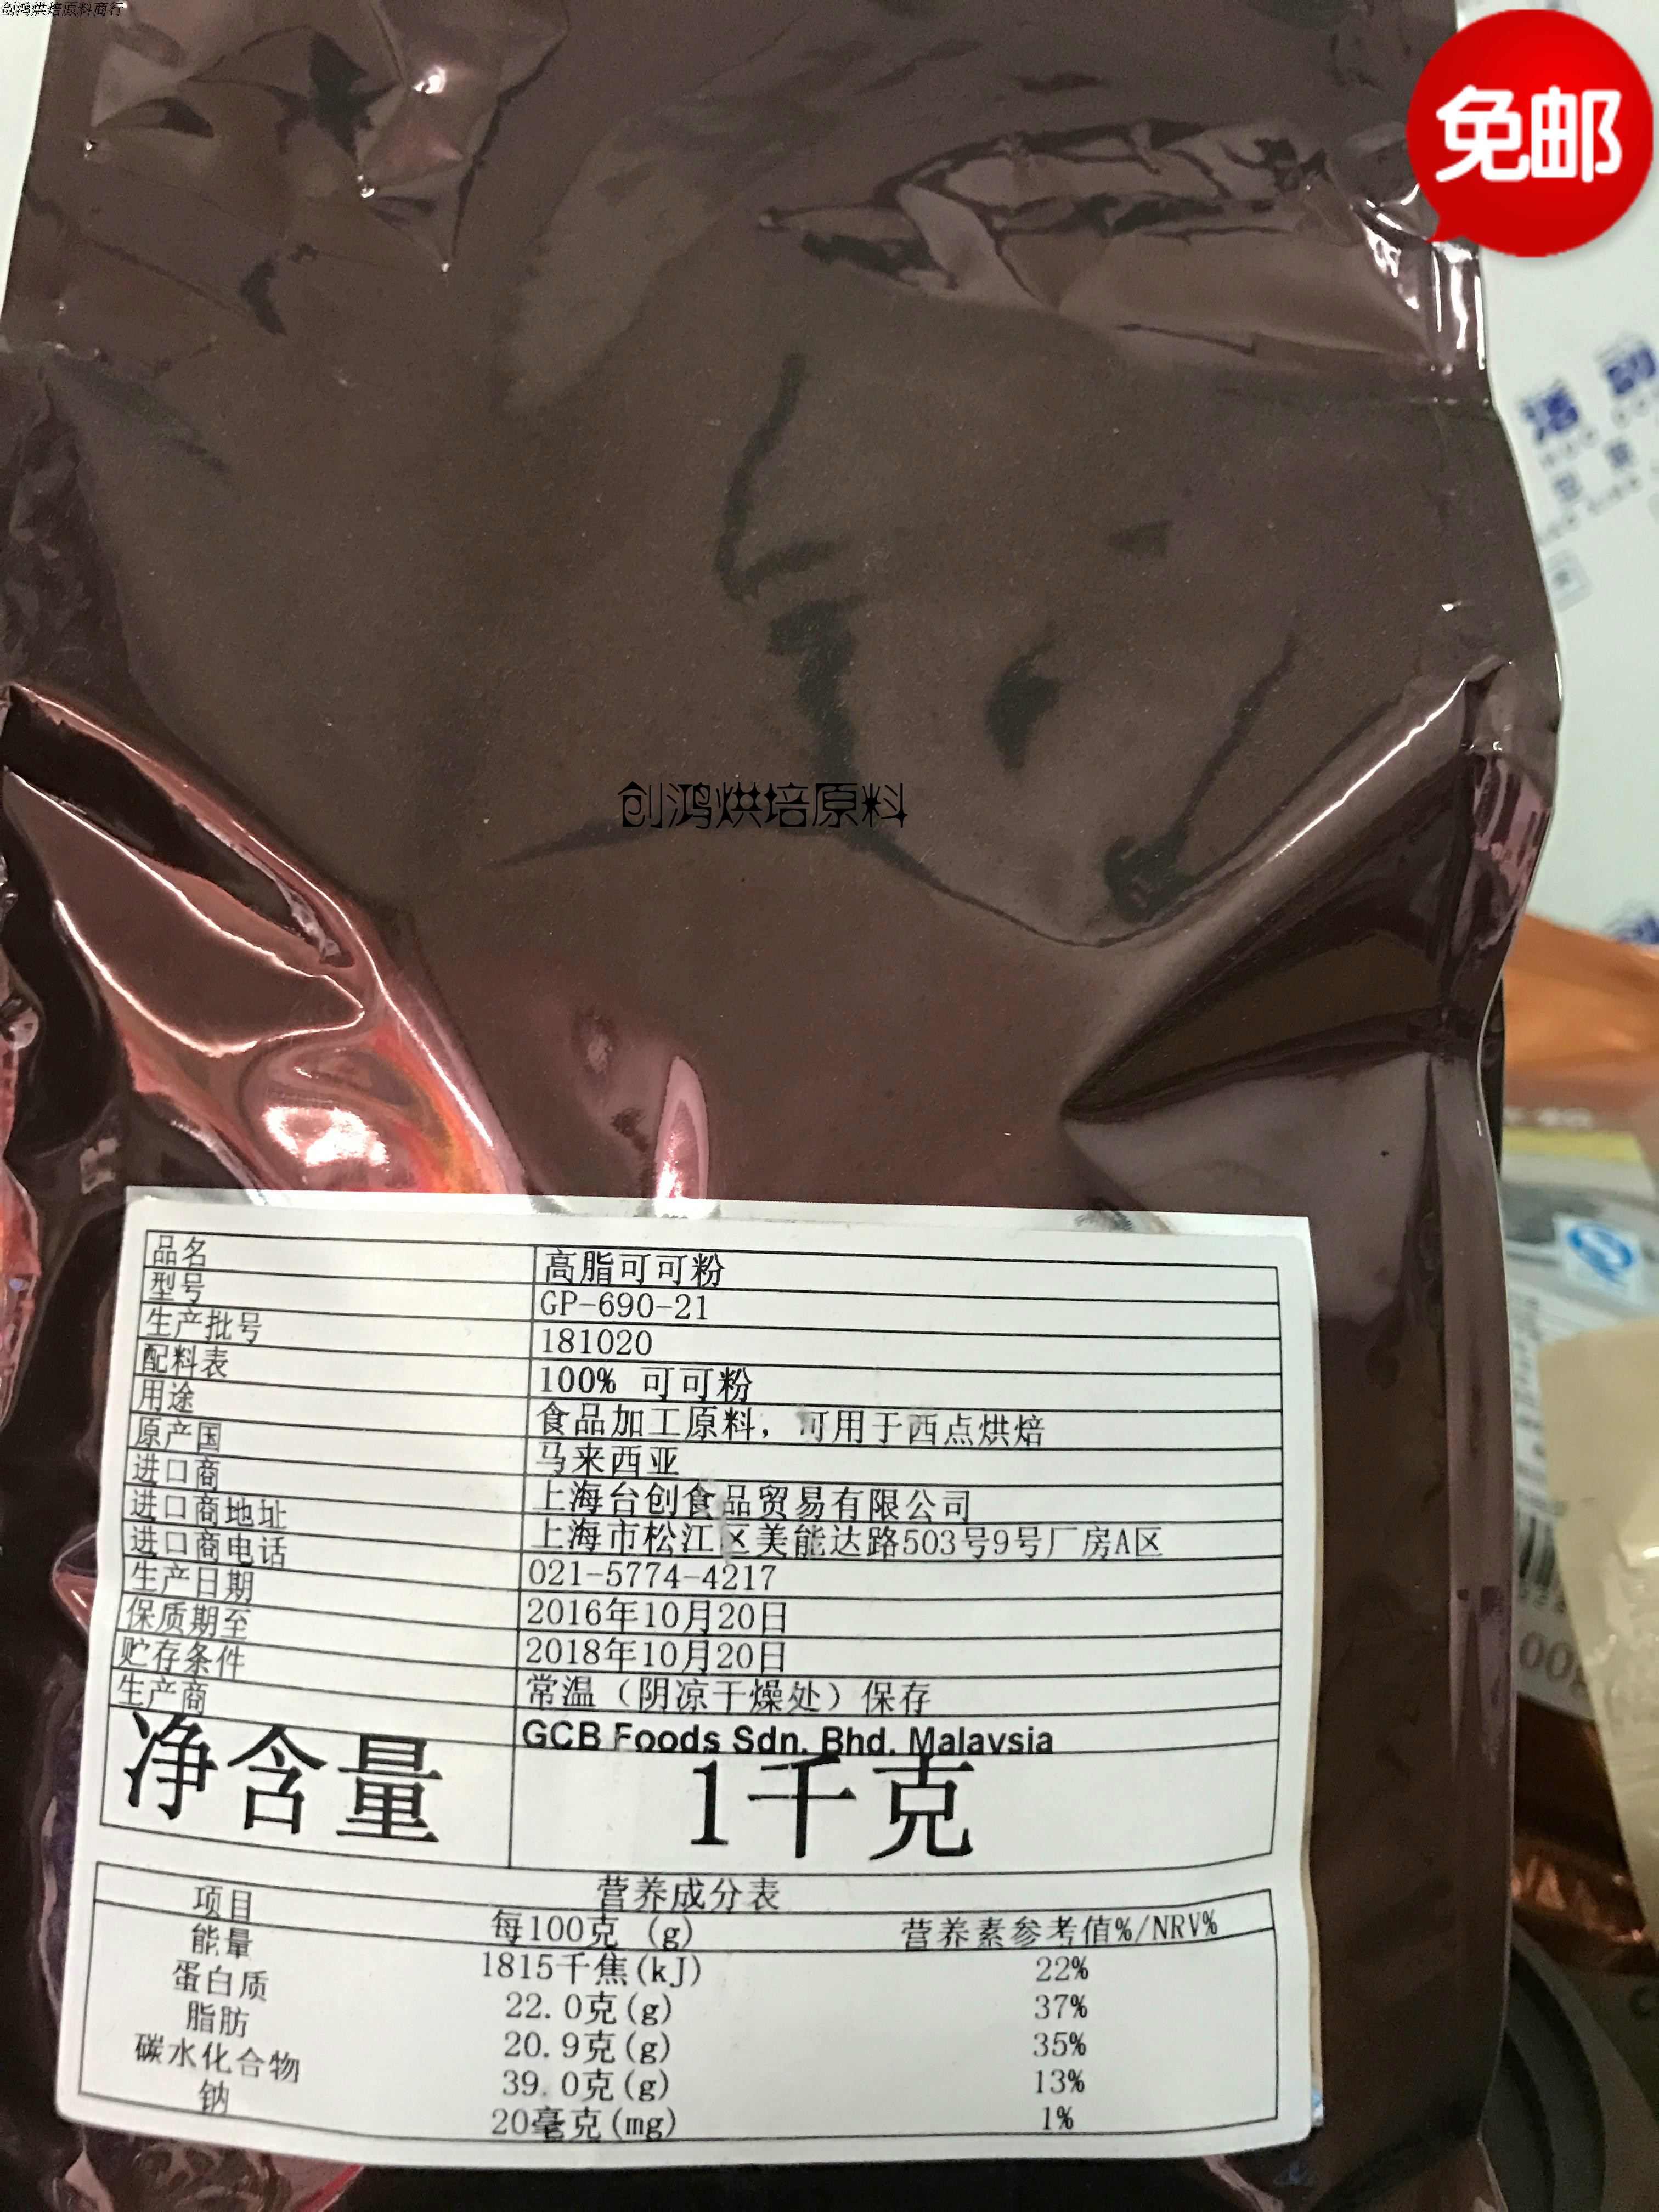 创鸿烘焙原料商行
免邮
创鸿烘培原料
品名 高脂可可粉
型号 GP-690-21
生产批号 181020
配料表 100% 可可粉
用途 食品加工原料，可用于西点烘焙
原产国 马来西亚
进口商 上海台创食品贸易有限公司
进口商地址 上海市松江区美能达路503号9号厂房A区
进口商电话 021-5774-4217
生产日期 2016年10月20日
保质期至 2018年10月20日
贮存条件 常温（阴凉干燥处）保存
生产商 GCB Foods Sdn. Bhd. Malaysia
净含量 1千克
营养成分表
项目 每100克 (g) 营养素参考值%/NRV%
能量 1815千焦(kJ) 22%
蛋白质 22.0克(g) 37%
脂肪 20.9克(g) 35%
碳水化合物 39.0克(g) 13%
钠 20毫克(mg) 1%